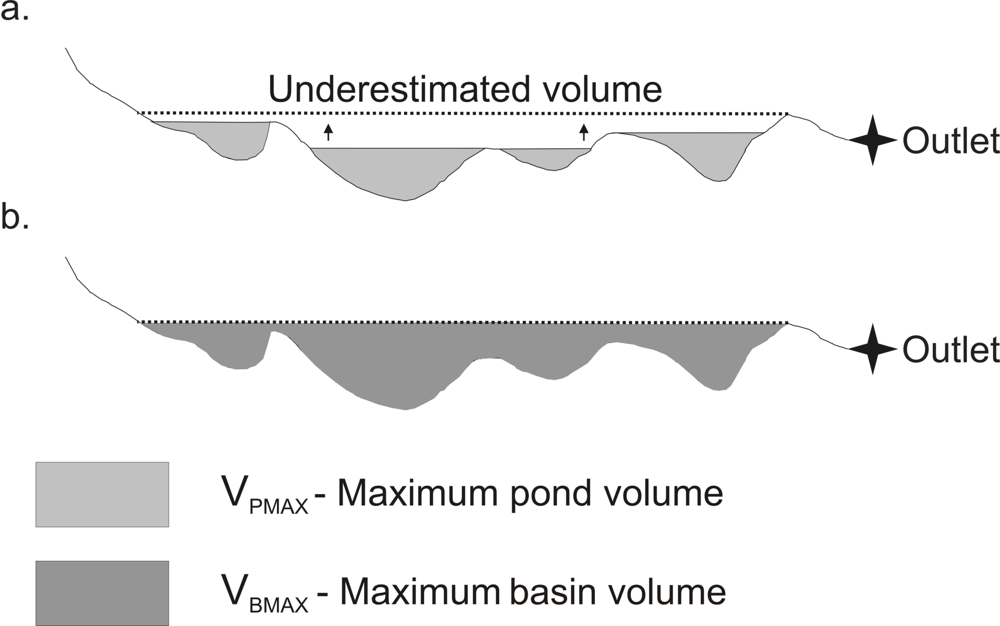 a.
Underestimated volume
Outlet
b.
Outlet
VPMAX - Maximum pond volume
VBMAX - Maximum basin volume